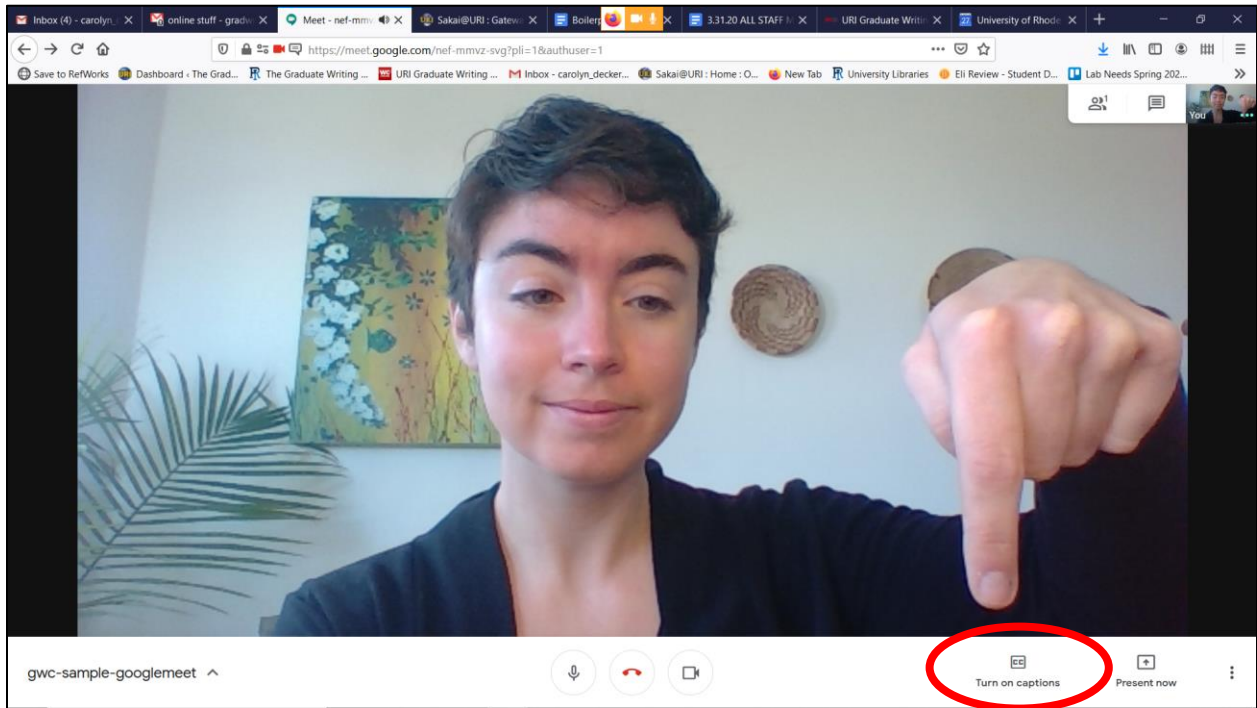 Inbox (4) - carolyn_
online stuff - gradw
Meet - nef-mmv
Sakai@URI : Gatew
Boilerp
3.31.20 ALL STAFF M
URI Graduate Writin
University of Rhode
https://meet.google.com/nef-mmvz-svg?pli=1&authuser=1
Save to RefWorks
Dashboard ‹ The Grad...
The Graduate Writing ...
URI Graduate Writing ...
Inbox - carolyn_decker...
Sakai@URI : Home : O...
New Tab
University Libraries
Eli Review - Student D...
Lab Needs Spring 202...
1
You
gwc-sample-googlemeet
CC
Turn on captions
Present now